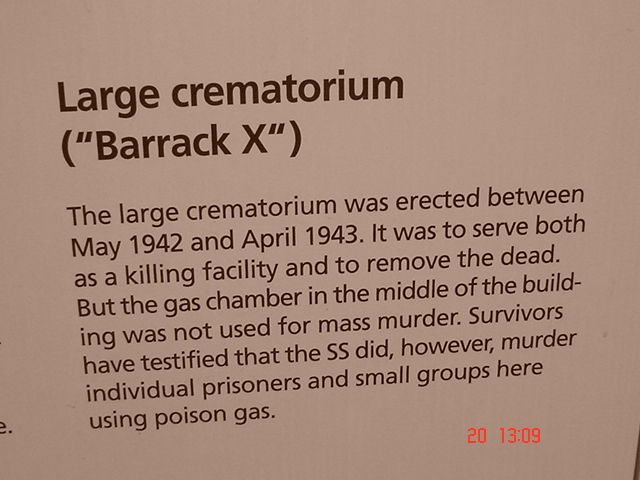 Large crematorium
("Barrack X“)
The large crematorium was erected between
May 1942 and April 1943. It was to serve both
as a killing facility and to remove the dead.
But the gas chamber in the middle of the build-
ing was not used for mass murder. Survivors
have testified that the SS did, however, murder
individual prisoners and small groups here
using poison gas.
e.
20 13:09